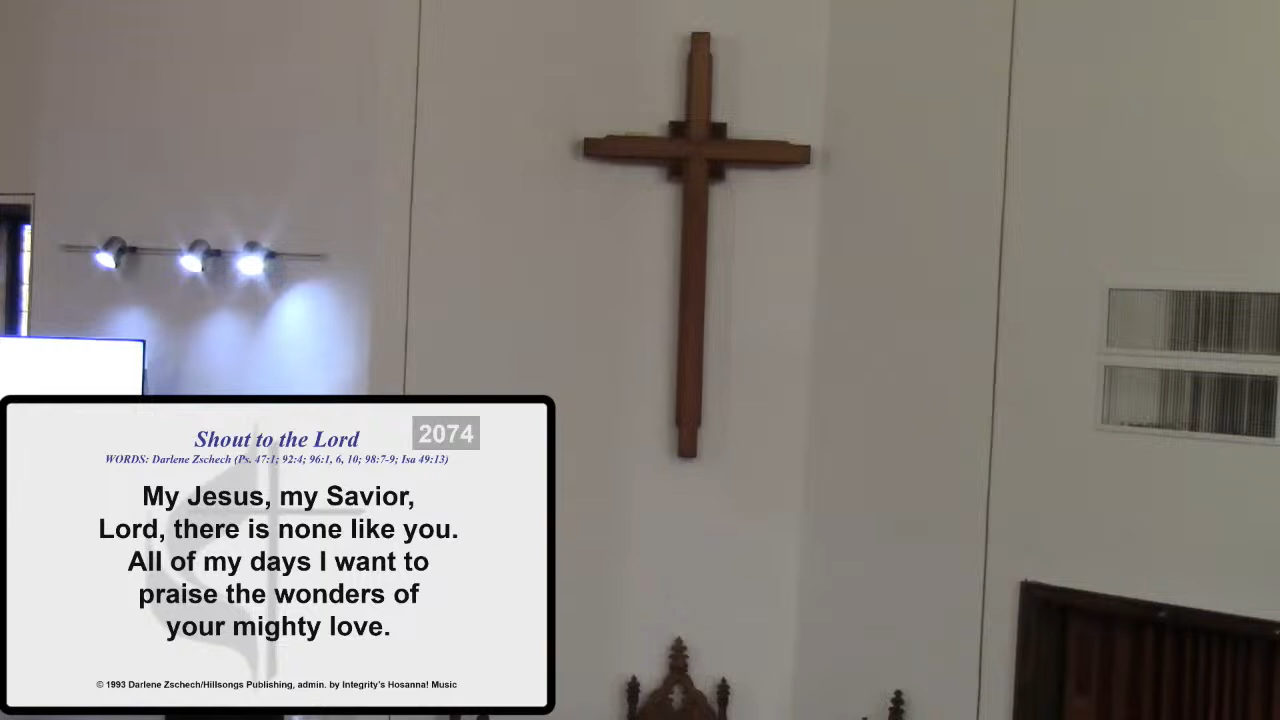 Shout to the Lord
2074
WORDS: Darlene Zschech (Ps. 47:1; 92:4; 96:1, 6, 10; 98:7-9; Isa 49:13)
My Jesus, my Savior,
Lord, there is none like you.
All of my days I want to
praise the wonders of
your mighty love.
© 1993 Darlene Zschech/Hillsongs Publishing, admin. by Integrity's Hosanna! Music